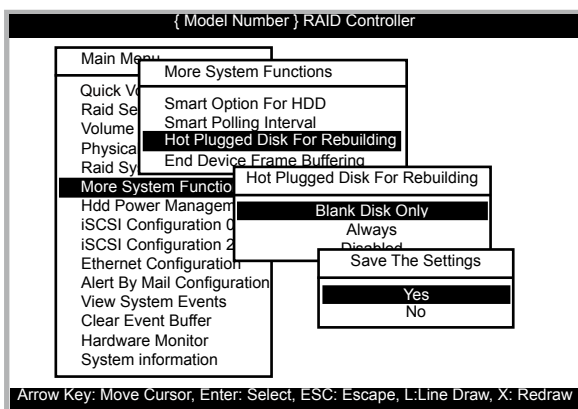 { Model Number } RAID Controller
Main Menu
Quick Vo
Raid Se
Volume
Physica
Raid Sy
More System Functio
Hdd Power Managem
iSCSI Configuration 0
iSCSI Configuration 2
Ethernet Configuration
Alert By Mail Configuration
View System Events
Clear Event Buffer
Hardware Monitor
System information
More System Functions
Smart Option For HDD
Smart Polling Interval
Hot Plugged Disk For Rebuilding
End Device Frame Buffering
Hot Plugged Disk For Rebuilding
Blank Disk Only
Always
Disabled
Save The Settings
Yes
No
Arrow Key: Move Cursor, Enter: Select, ESC: Escape, L:Line Draw, X: Redraw